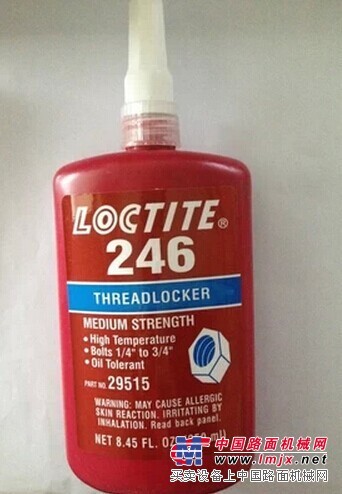 LOCTITE®
246
THREADLOCKER
MEDIUM STRENGTH
• High Temperature
• Bolts 1/4" to 3/4"
• Oil Tolerant
PART NO. 29515
WARNING: MAY CAUSE ALLERGIC
SKIN REACTION. IRRITATING BY
INHALATION. Read back panel.
NET 8.45 FL. OZ
中国路面机械网
www.lmjx.net
买卖设备上中国路面机械网